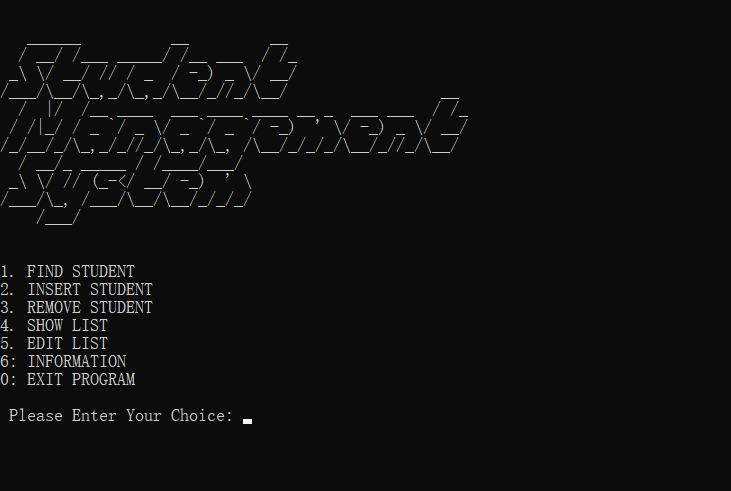 Student
Management
System
1. FIND STUDENT
2. INSERT STUDENT
3. REMOVE STUDENT
4. SHOW LIST
5. EDIT LIST
6: INFORMATION
0: EXIT PROGRAM
Please Enter Your Choice: